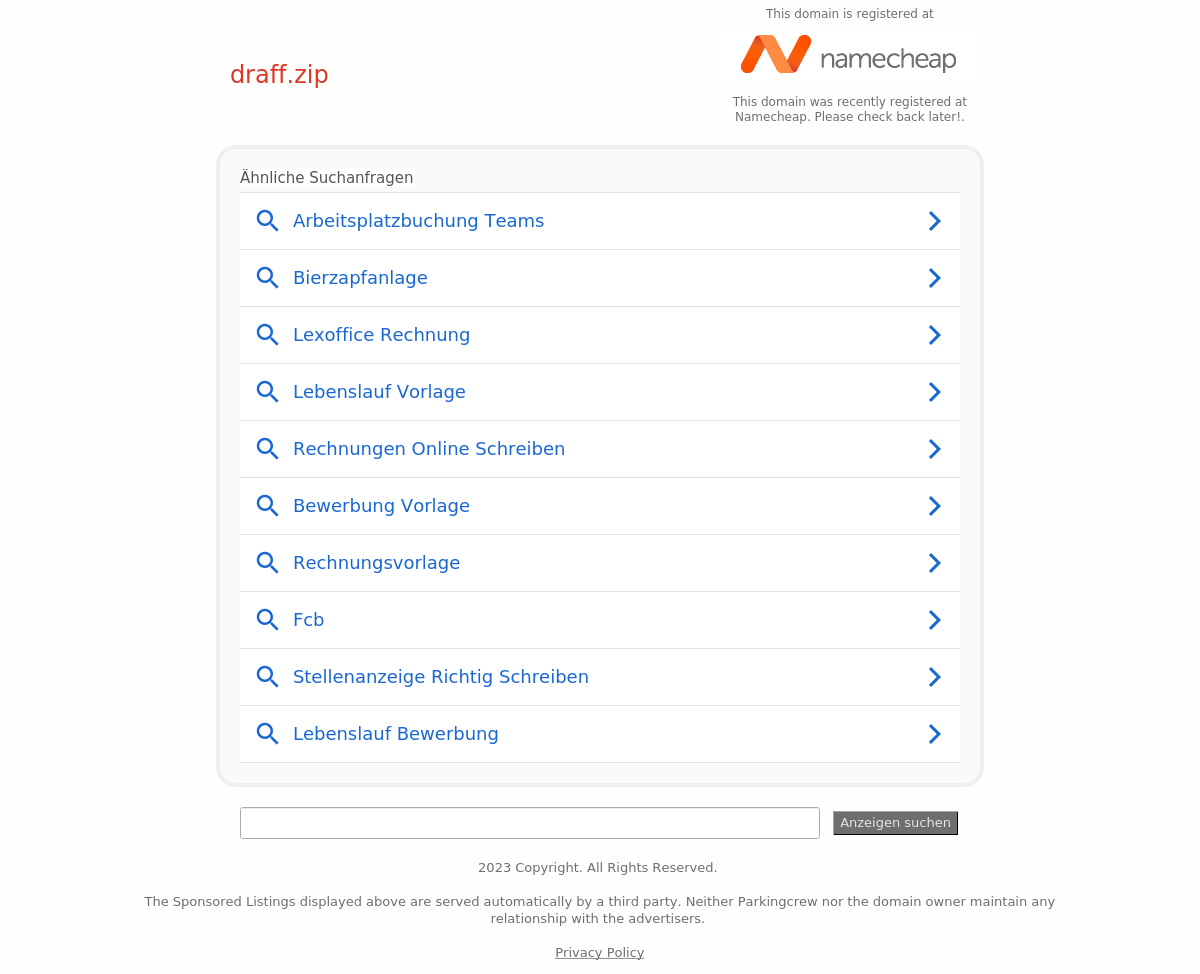 This domain is registered at
draff.zip
namecheap
This domain was recently registered at
Namecheap. Please check back later!.
Ähnliche Suchanfragen
Arbeitsplatzbuchung Teams
Bierzapfanlage
Lexoffice Rechnung
Lebenslauf Vorlage
Rechnungen Online Schreiben
Bewerbung Vorlage
Rechnungsvorlage
Fcb
Stellenanzeige Richtig Schreiben
Lebenslauf Bewerbung
Anzeigen suchen
2023 Copyright. All Rights Reserved.
The Sponsored Listings displayed above are served automatically by a third party. Neither Parkingcrew nor the domain owner maintain any
relationship with the advertisers.
Privacy Policy